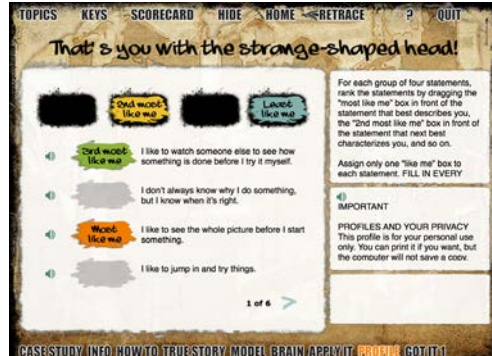 TOPICS KEYS SCORECARD HIDE HOME RETRACE ? QUIT
That's you with the strange-shaped head!
2nd most
like me
Least
like me
3rd most
like me
I like to watch someone else to see how
something is done before I try it myself.
I don't always know why I do something,
but I know when it's right.
Most
like me
I like to see the whole picture before I start
something.
I like to jump in and try things.
1 of 6 >
For each group of four statements,
rank the statements by dragging the
"most like me" box in front of the
statement that best describes you,
the "2nd most like me" box in front of
the statement that next best
characterizes you, and so on.
Assign only one "like me" box to
each statement. FILL IN EVERY
IMPORTANT
PROFILES AND YOUR PRIVACY
This profile is for your personal use
only. You can print it if you want, but
the computer will not save a copy.
CASE STUDY INFO HOW TO TRUE STORY MODEL BRAIN APPLY IT PROFILE GOT IT?